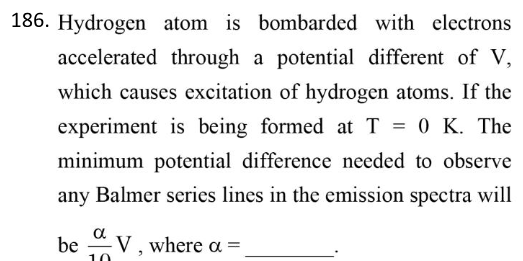 186. Hydrogen atom is bombarded with electrons
accelerated through a potential different of V,
which causes excitation of hydrogen atoms. If the
experiment is being formed at T = 0 K. The
minimum potential difference needed to observe
any Balmer series lines in the emission spectra will
be α/10 V , where α = ________.